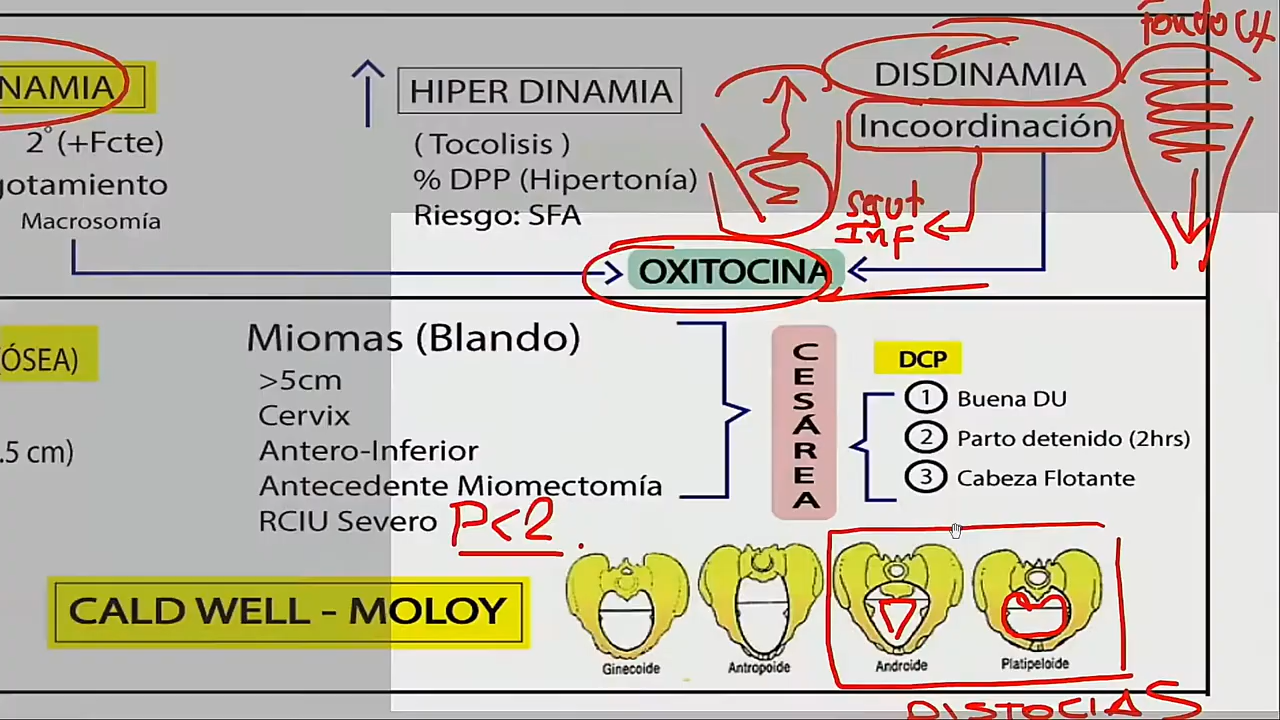 NAMIA
2° (+Fcte)
gotamiento
Macrosomía
HIPER DINAMIA
( Tocolisis )
% DPP (Hipertonía)
Riesgo: SFA
DISDINAMIA
Incoordinación
Fondo
segut
Inf
OXITOCINA
(ÓSEA)
.5 cm)
Miomas (Blando)
>5cm
Cervix
Antero-Inferior
Antecedente Miomectomía
RCIU Severo P<2
CESÁREA
DCP
1 Buena DU
2 Parto detenido (2hrs)
3 Cabeza Flotante
CALD WELL - MOLOY
Ginecoide
Antropoide
Androide
Platipeloide
DISTOCIAS